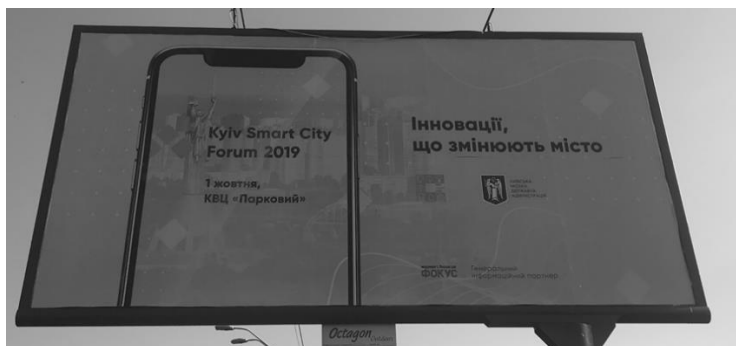 Kyiv Smart City
Forum 2019
1 жовтня,
КВЦ «Парковий»
Інновації,
що змінюють місто
ФОКУС
Генеральний
інформаційний партнер
Octagon